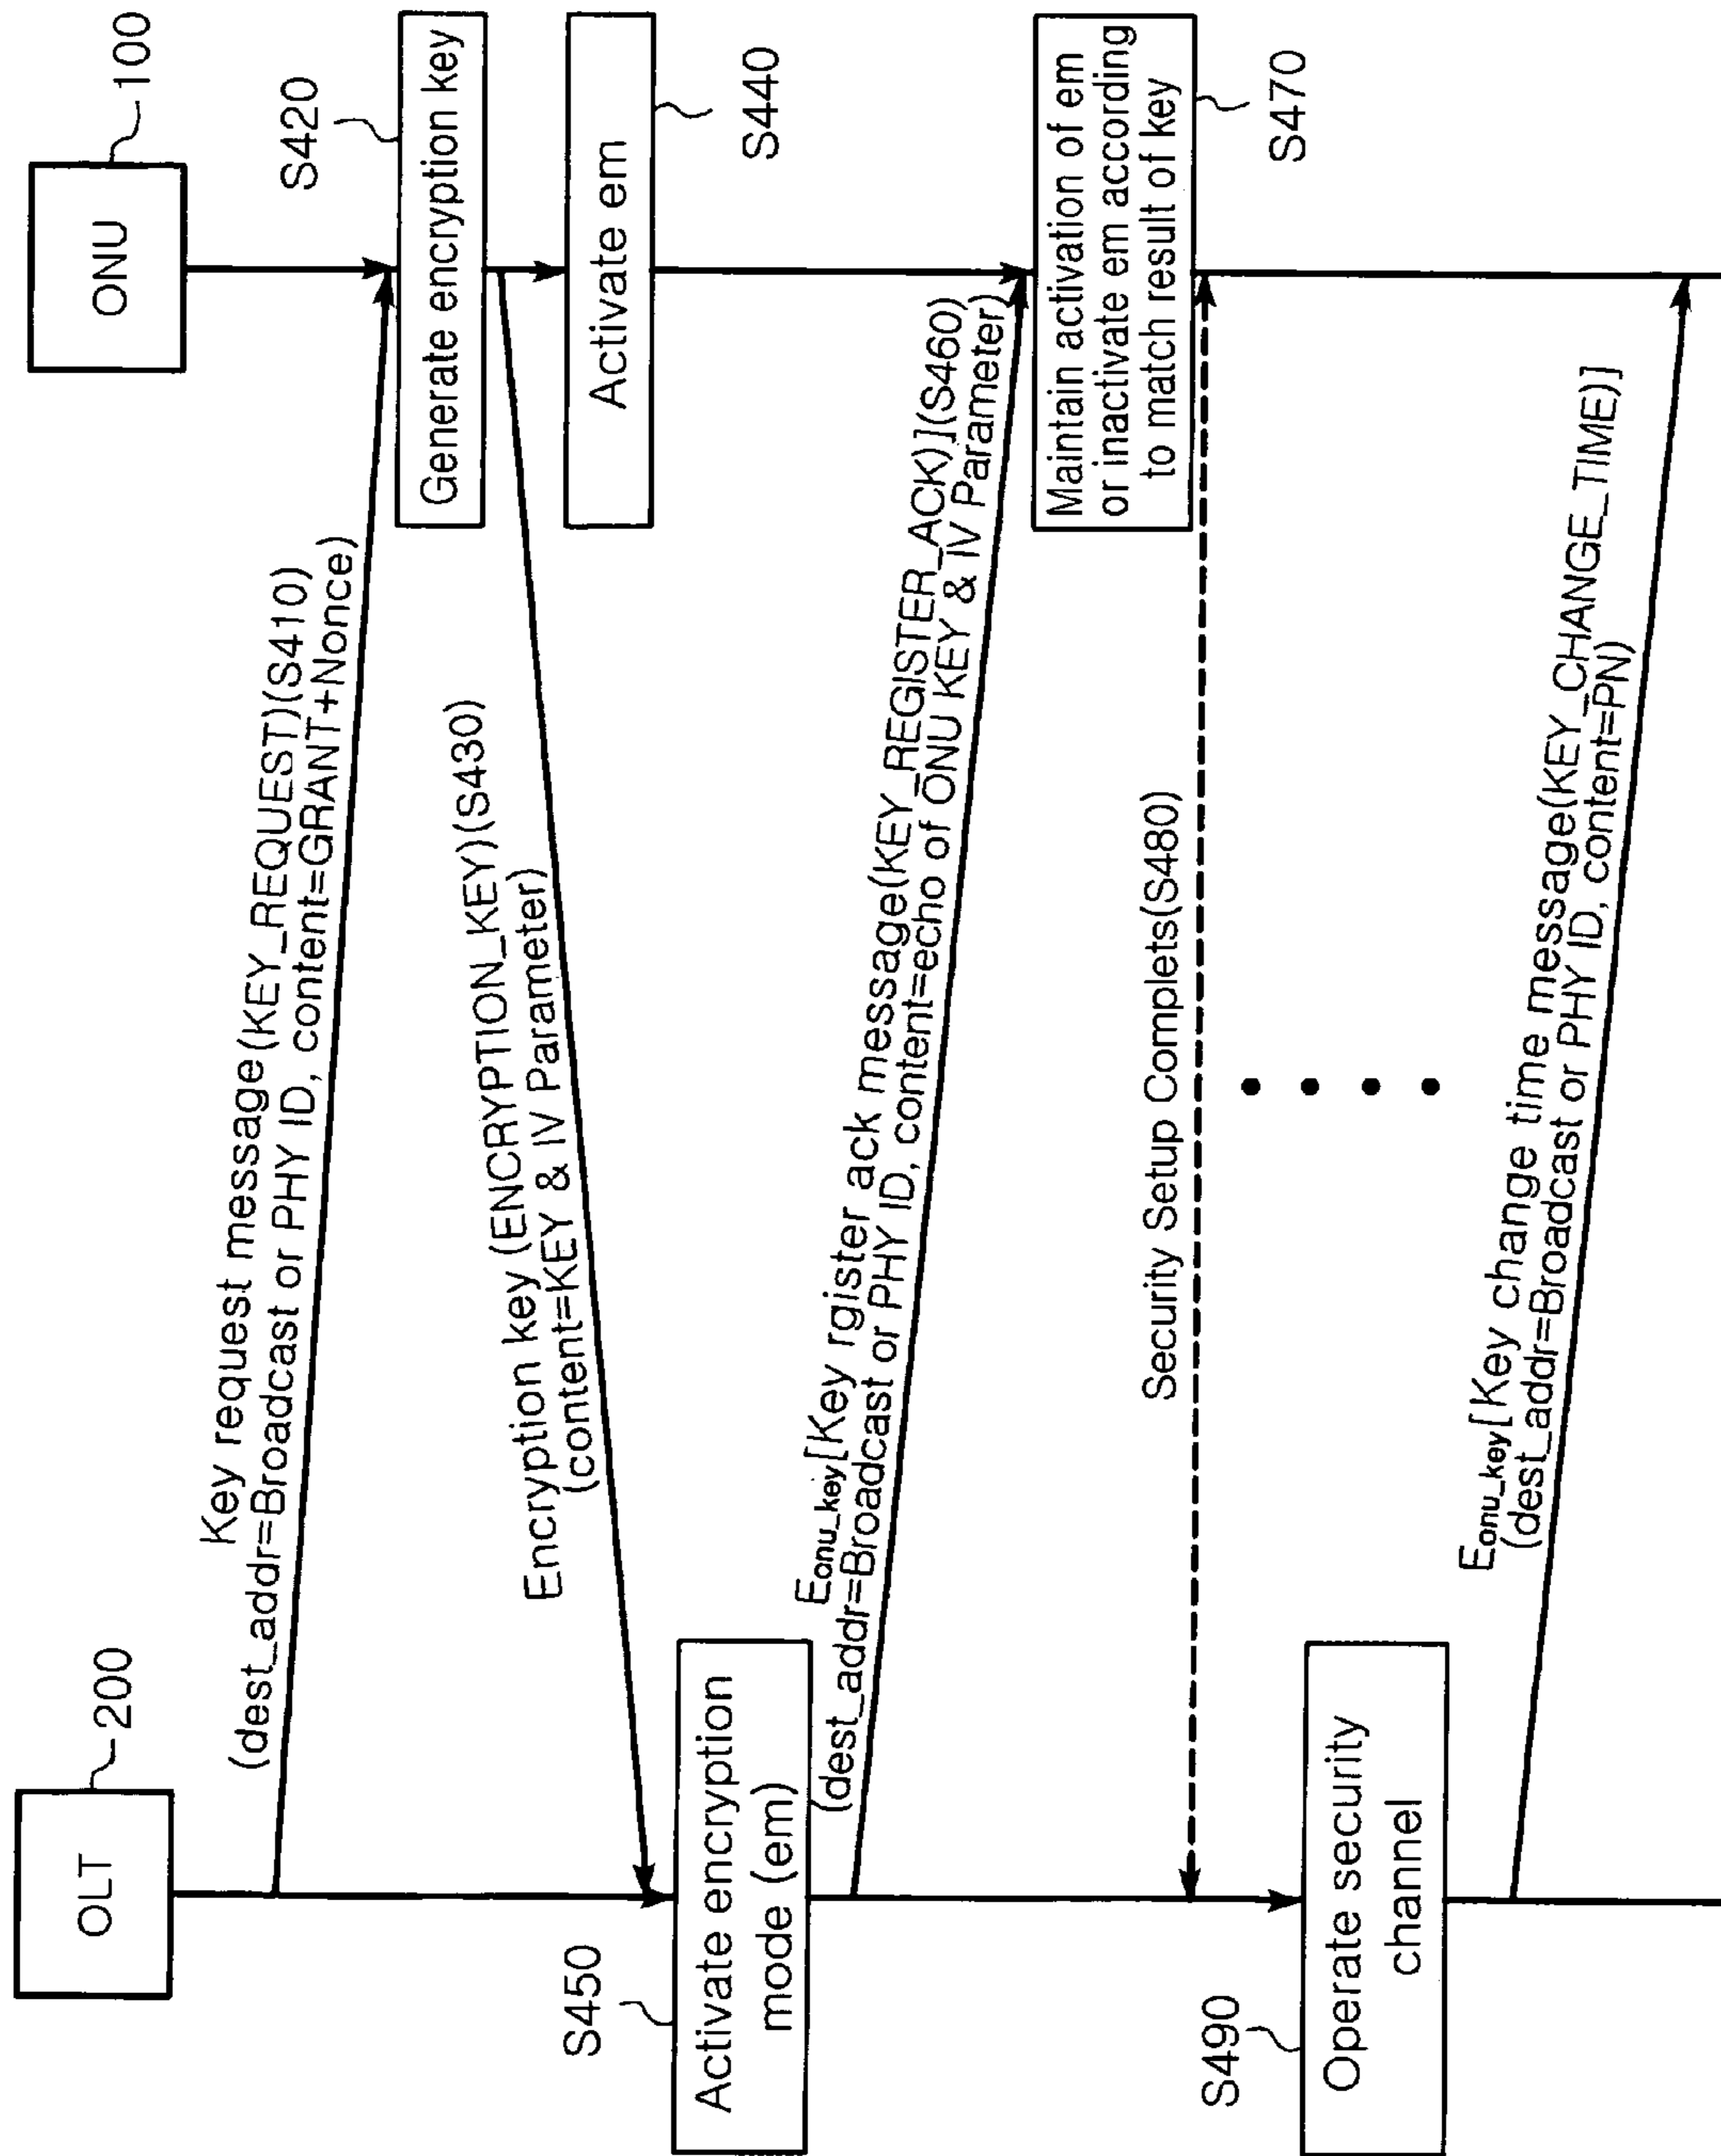 OLT
200
ONU
100
Key request message(KEY_REQUEST)(S410)
(dest_addr=Broadcast or PHY ID, content=GRANT+Nonce)
S420
Generate encryption key
Encryption key (ENCRYPTION_KEY)(S430)
(content=KEY & IV Parameter)
Activate em
S440
S450
Activate encryption
mode (em)
Eonu_key[Key rgister ack message(KEY_REGISTER_ACK)](S460)
(dest_addr=Broadcast or PHY ID, content=echo of ONU KEY & IV Parameter)
Maintain activation of em
or inactivate em according
to match result of key
S470
Security Setup Complets(S480)
S490
Operate security
channel
Eonu_key[Key change time message(KEY_CHANGE_TIME)]
(dest_addr=Broadcast or PHY ID, content=PN)